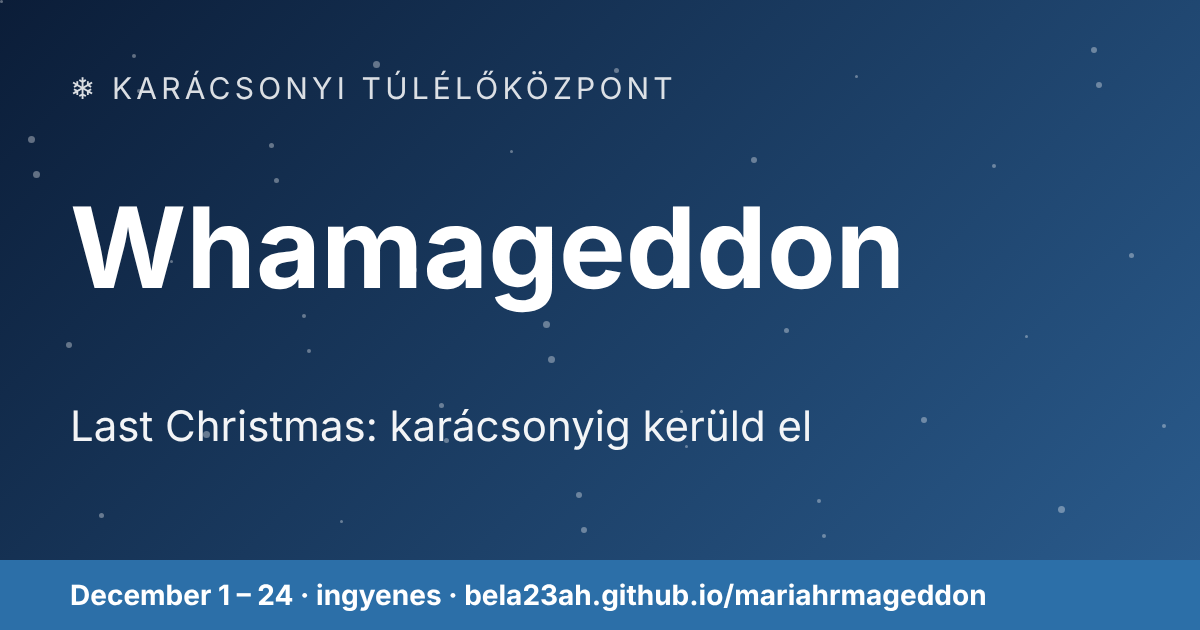 ❄ KARÁCSONYI TÚLÉLŐKÖZPONT
Whamageddon
Last Christmas: karácsonyig kerüld el
December 1 – 24 · ingyenes · bela23ah.github.io/mariahrmageddon